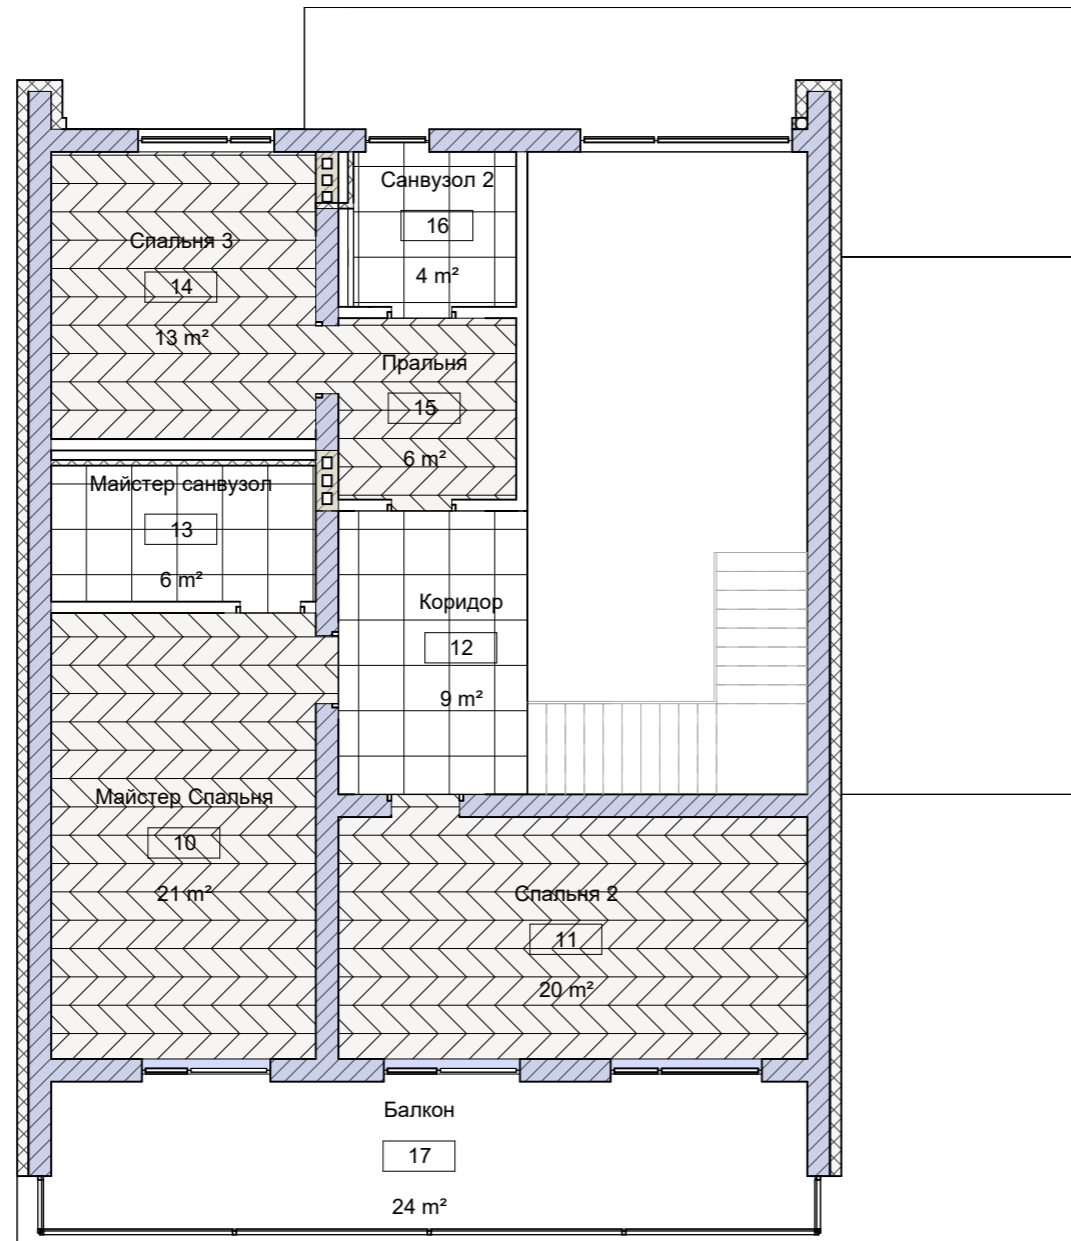 Санвузол 2
16
4 m²
Спальня 3
14
13 m²
Пральня
15
6 m²
Майстер санвузол
13
6 m²
Коридор
12
9 m²
Майстер Спальня
10
21 m²
Спальня 2
11
20 m²
Балкон
17
24 m²